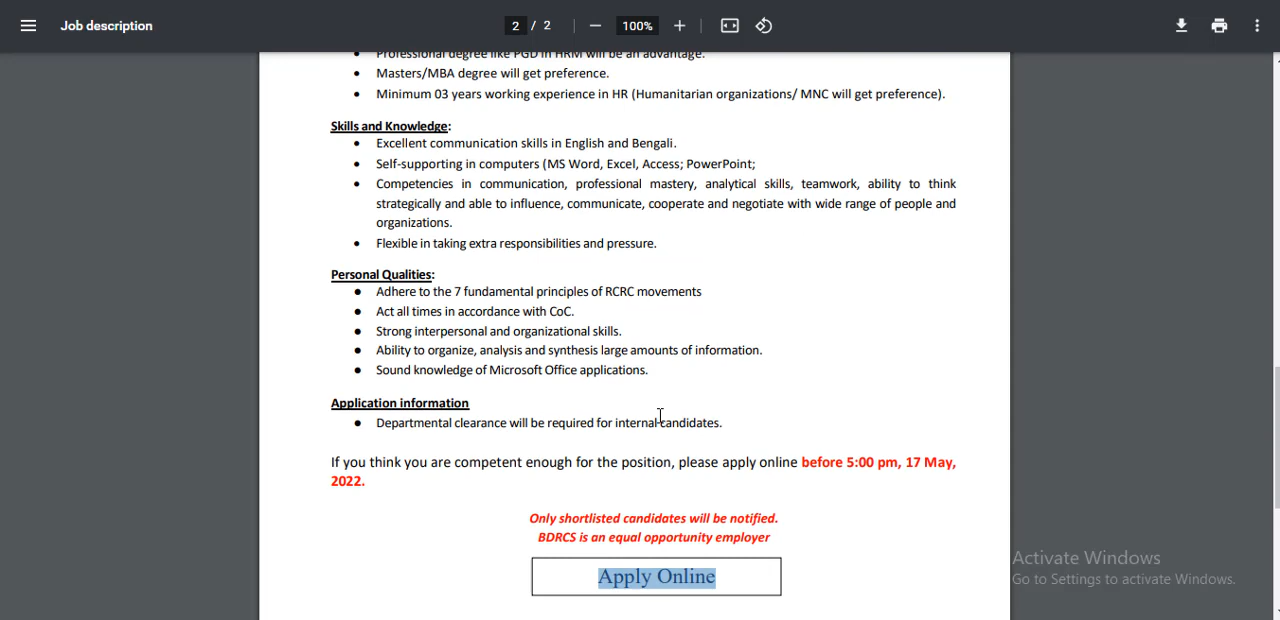 Job description
2 / 2
100%
Professional degree like PGD in HRM will be an advantage.
Masters/MBA degree will get preference.
Minimum 03 years working experience in HR (Humanitarian organizations/ MNC will get preference).
Skills and Knowledge:
Excellent communication skills in English and Bengali.
Self-supporting in computers (MS Word, Excel, Access; PowerPoint;
Competencies in communication, professional mastery, analytical skills, teamwork, ability to think
strategically and able to influence, communicate, cooperate and negotiate with wide range of people and
organizations.
Flexible in taking extra responsibilities and pressure.
Personal Qualities:
Adhere to the 7 fundamental principles of RCRC movements
Act all times in accordance with CoC.
Strong interpersonal and organizational skills.
Ability to organize, analysis and synthesis large amounts of information.
Sound knowledge of Microsoft Office applications.
Application information
Departmental clearance will be required for internal candidates.
If you think you are competent enough for the position, please apply online before 5:00 pm, 17 May,
2022.
Only shortlisted candidates will be notified.
BDRCS is an equal opportunity employer
Apply Online
Activate Windows
Go to Settings to activate Windows.